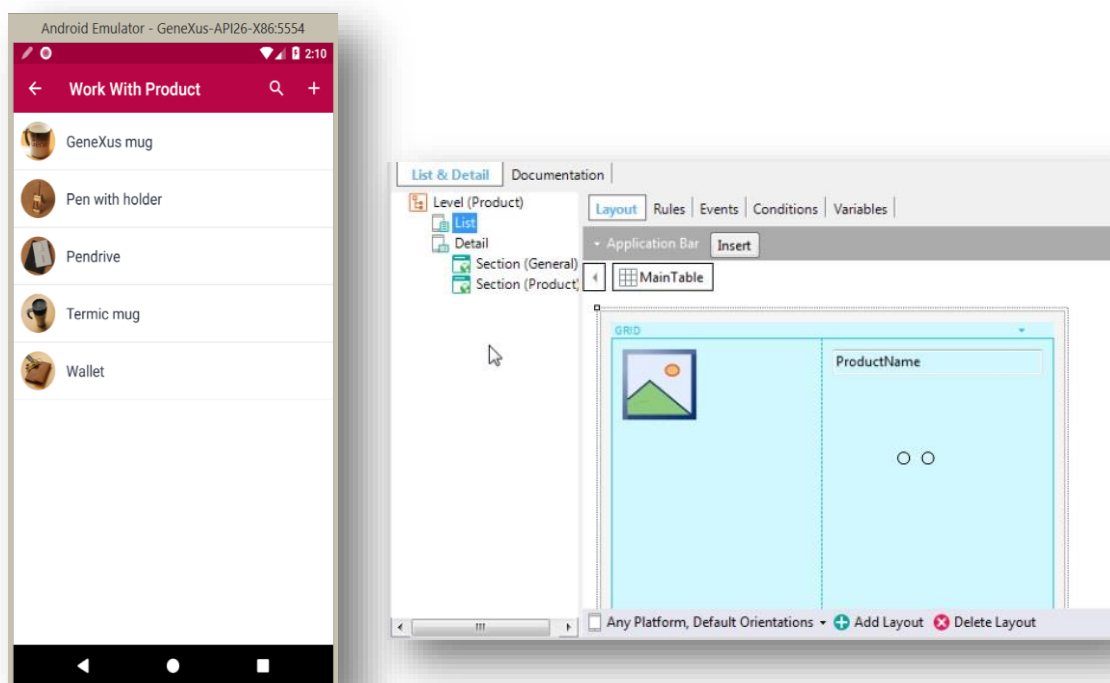 Android Emulator - GeneXus-API26-X86:5554
2:10
Work With Product
GeneXus mug
Pen with holder
Pendrive
Termic mug
Wallet
List & Detail Documentation
Level (Product)
List
Detail
Section (General)
Section (Product)
Layout Rules Events Conditions Variables
Application Bar Insert
MainTable
GRID
ProductName
Any Platform, Default Orientations Add Layout Delete Layout